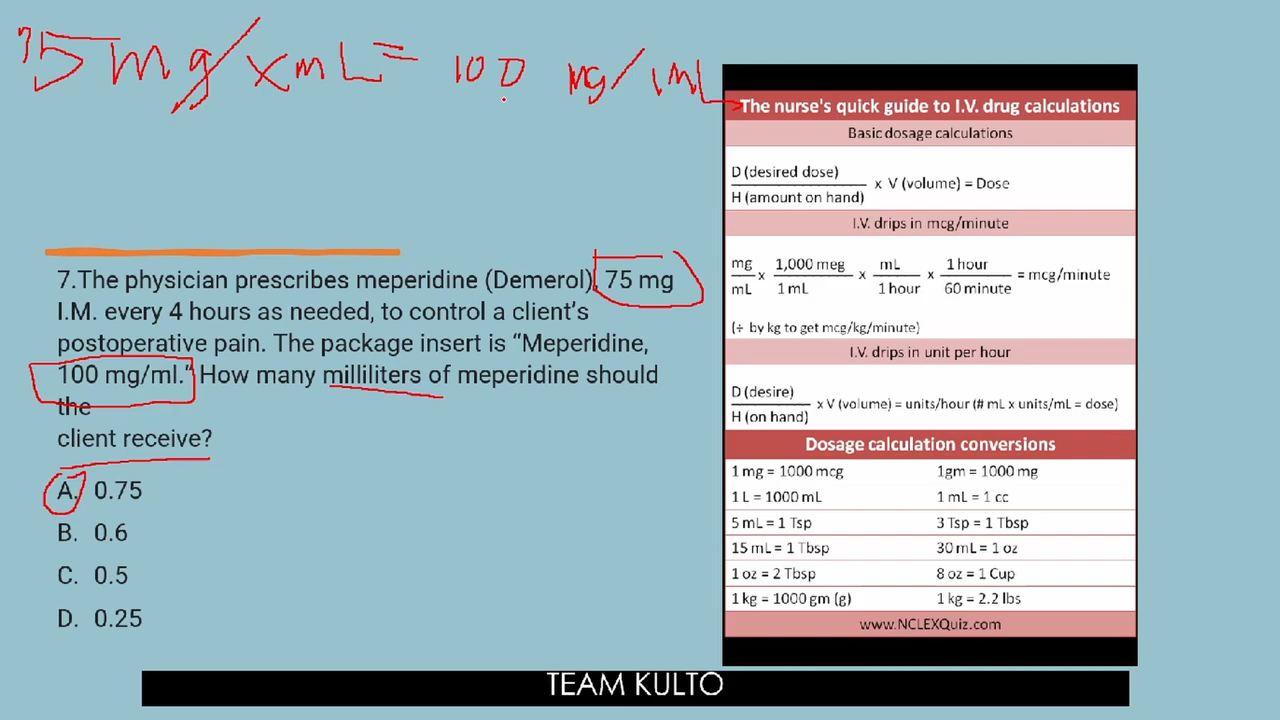 75 mg/x mL = 100 mg/1mL
7.The physician prescribes meperidine (Demerol), 75 mg
I.M. every 4 hours as needed, to control a client’s
postoperative pain. The package insert is “Meperidine,
100 mg/ml.” How many milliliters of meperidine should
the
client receive?
A. 0.75
B. 0.6
C. 0.5
D. 0.25
The nurse's quick guide to I.V. drug calculations
Basic dosage calculations
D (desired dose)
H (amount on hand)
x V (volume) = Dose
I.V. drips in mcg/minute
mg
mL
x
1,000 meg
1 mL
x
mL
1 hour
x
1 hour
60 minute
= mcg/minute
(÷ by kg to get mcg/kg/minute)
I.V. drips in unit per hour
D (desire)
H (on hand)
x V (volume) = units/hour (# mL x units/mL = dose)
Dosage calculation conversions
1 mg = 1000 mcg 1gm = 1000 mg
1 L = 1000 mL 1 mL = 1 cc
5 mL = 1 Tsp 3 Tsp = 1 Tbsp
15 mL = 1 Tbsp 30 mL = 1 oz
1 oz = 2 Tbsp 8 oz = 1 Cup
1 kg = 1000 gm (g) 1 kg = 2.2 lbs
www.NCLEXQuiz.com
TEAM KULTO